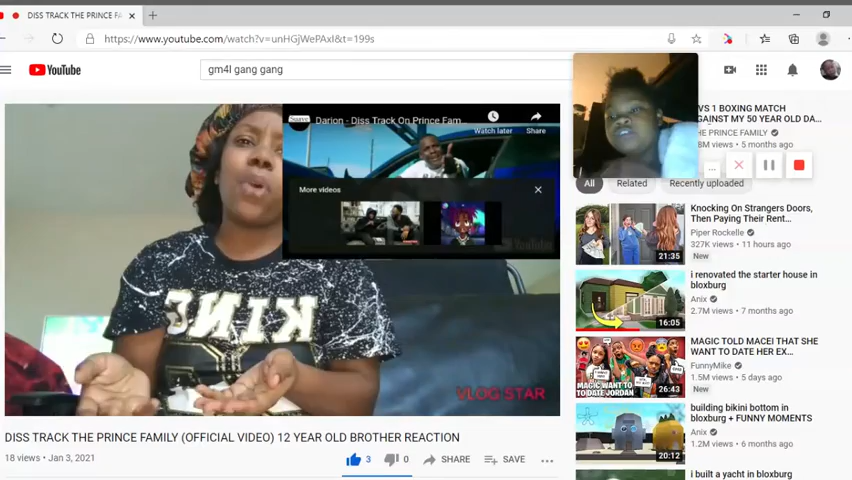 DISS TRACK THE PRINCE FA
https://www.youtube.com/watch?v=unHGjWePAxI&t=199s
YouTube
gm4l gang gang
Darion - Diss Track On Prince Fam...
Watch later
Share
More videos
YouTube
KING
VLOG STAR
DISS TRACK THE PRINCE FAMILY (OFFICIAL VIDEO) 12 YEAR OLD BROTHER REACTION
18 views • Jan 3, 2021
3
0
SHARE
SAVE
VS 1 BOXING MATCH
GAINST MY 50 YEAR OLD DA...
HE PRINCE FAMILY
8M views • 5 months ago
All
Related
Recently uploaded
Knocking On Strangers Doors,
Then Paying Their Rent...
Piper Rockelle
327K views • 11 hours ago
New
21:35
i renovated the starter house in
bloxburg
Anix
2.7M views • 7 months ago
16:05
MAGIC TOLD MACEI THAT SHE
WANT TO DATE HER EX...
FunnyMike
1.5M views • 5 days ago
New
MAGIC WANT TO
TO DATE JORDAN
26:43
building bikini bottom in
bloxburg + FUNNY MOMENTS
Anix
1.2M views • 6 months ago
20:12
i built a yacht in bloxburg